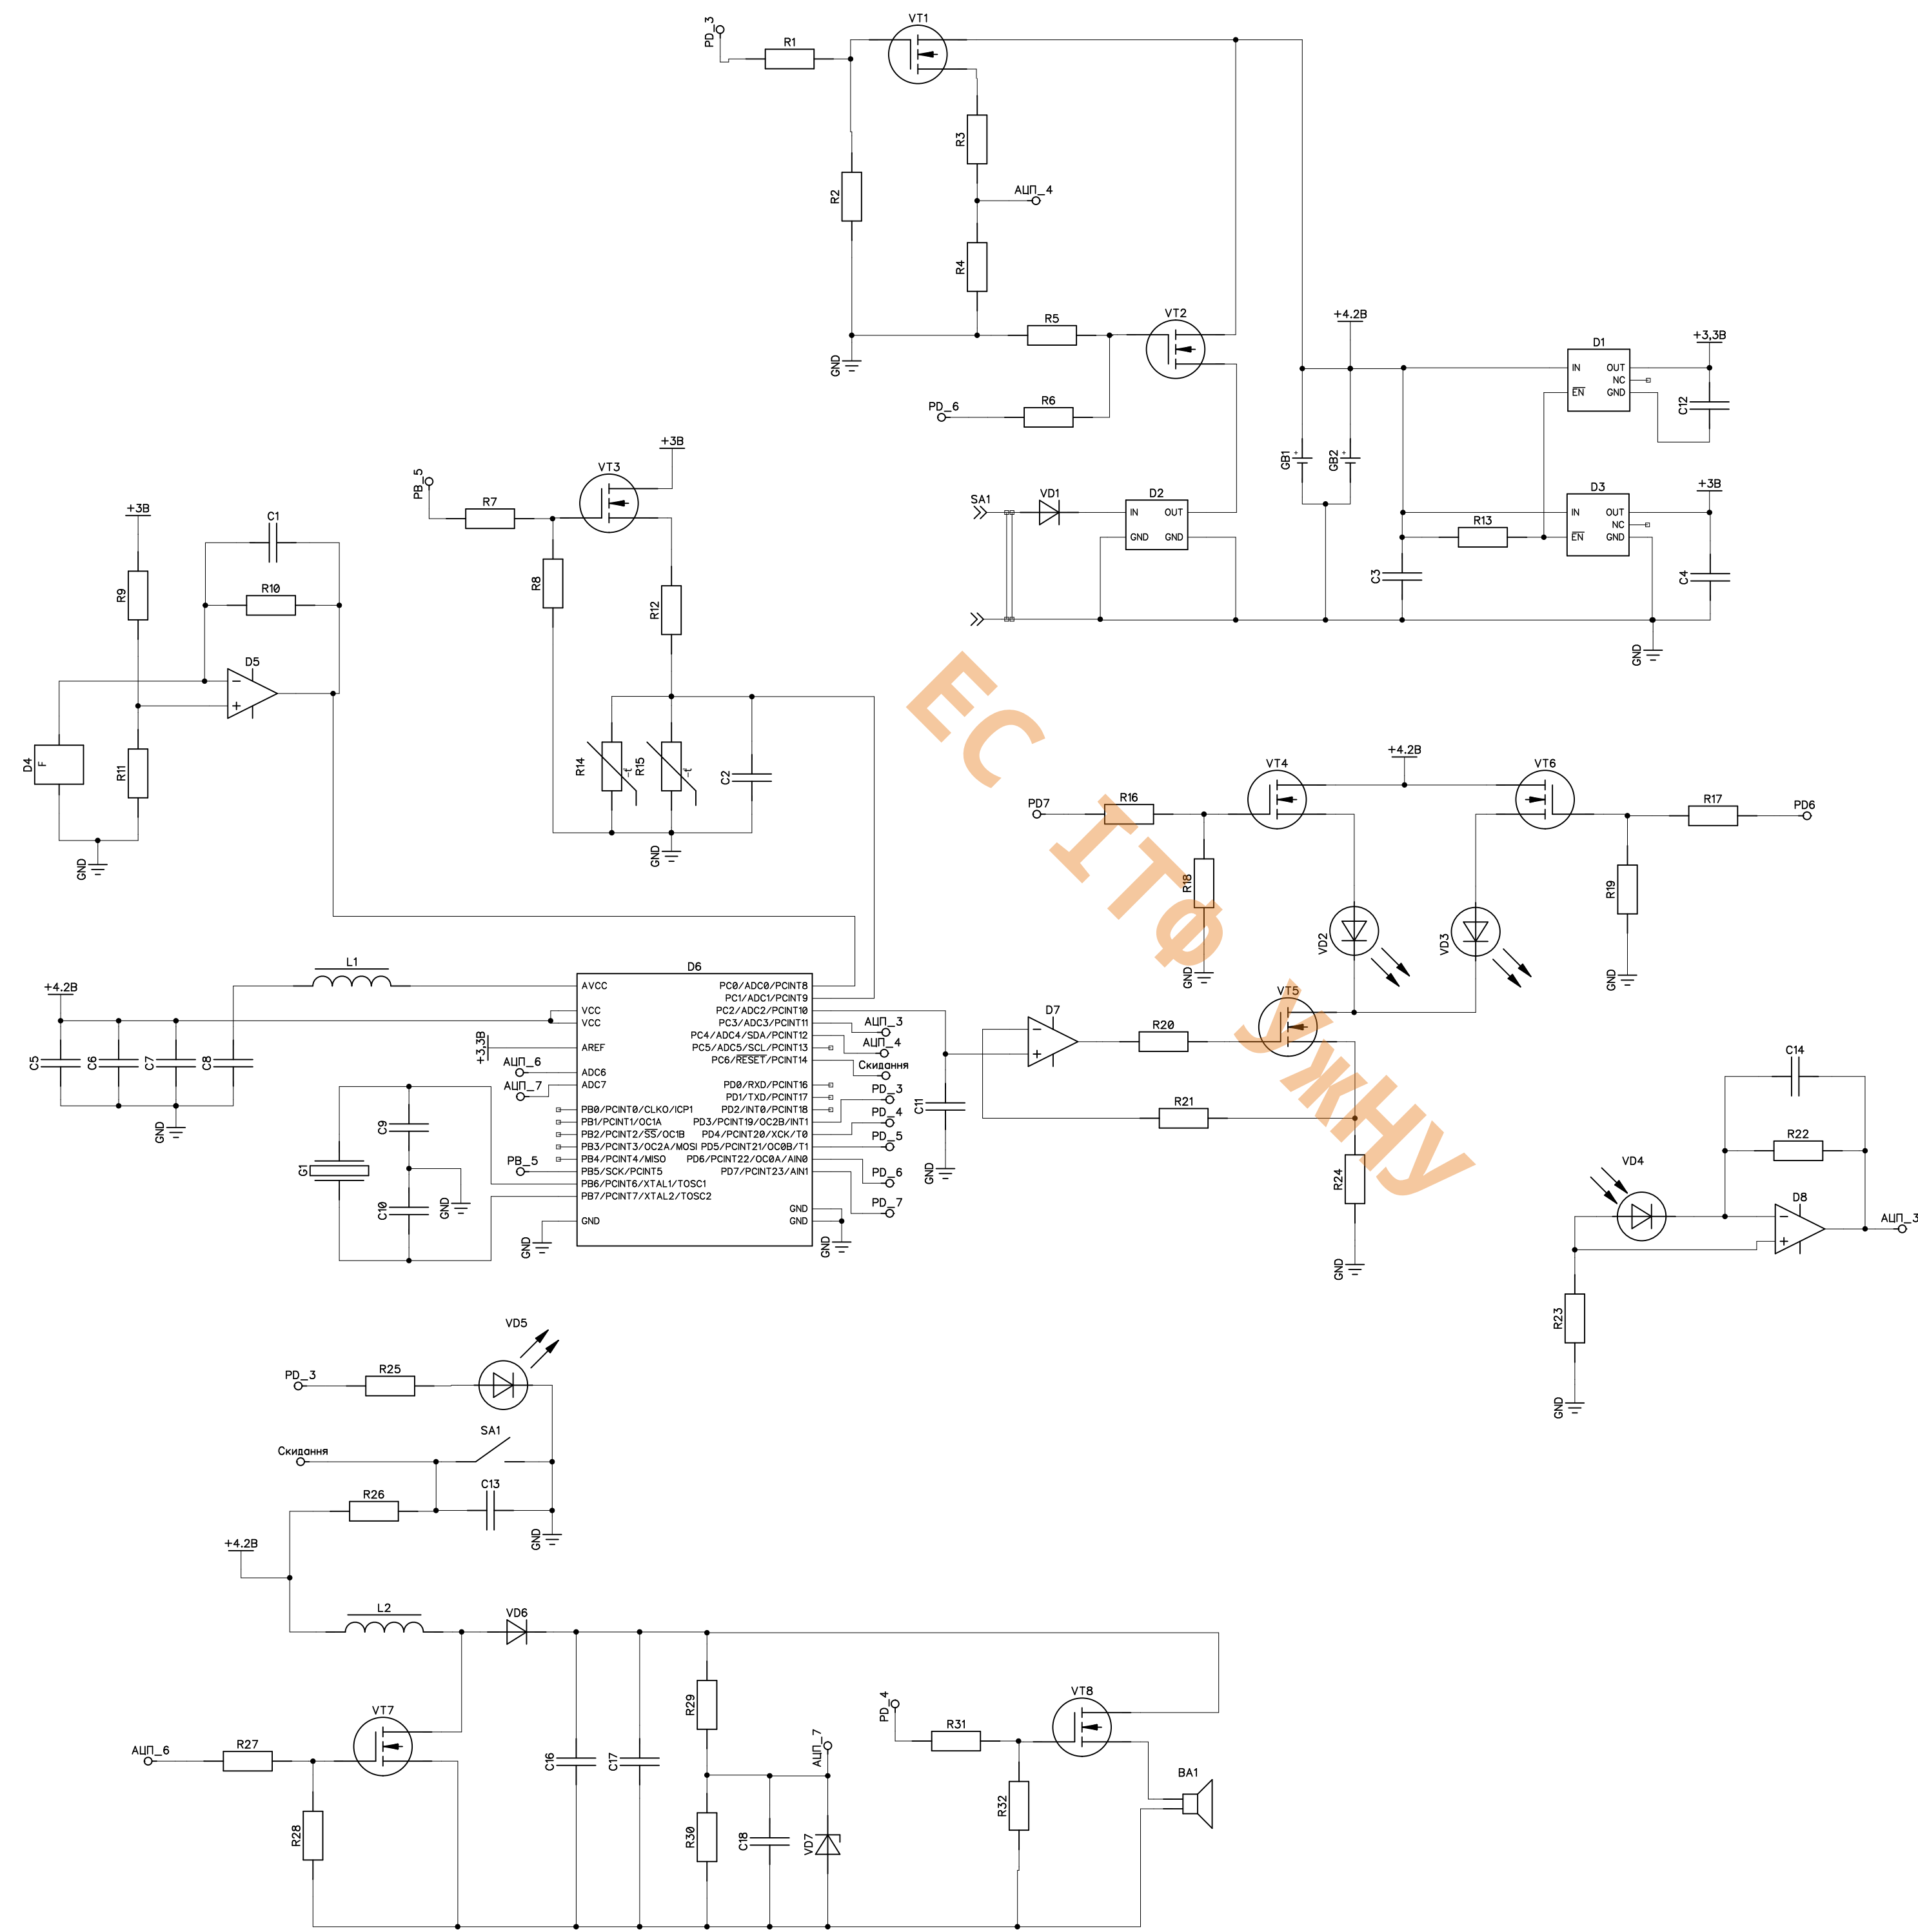 PD_3
VT1
R1
R3
R2
АЦП_4
R4
R5
VT2
GND
R6
PD_6
+4.2В
+3,3В
D1
IN
OUT
NC
EN
GND
C12
GB1
+
GB2
+
+3В
VT3
PB_5
R7
R8
R12
SA1
VD1
D2
IN
OUT
GND
GND
D3
+3В
IN
OUT
NC
EN
GND
R13
C3
C4
GND
+3В
C1
R9
R10
D5
D4
F
R11
GND
R14
-t
R15
-t
C2
GND
ЕС ІТФ УжНУ
+4.2В
VT4
VT6
PD7
R16
R17
PD6
R18
R19
VD2
VD3
GND
GND
VT5
D7
R20
R21
C11
GND
R24
GND
+4.2В
L1
C5
C6
C7
C8
GND
D6
AVCC
VCC
VCC
AREF
ADC6
ADC7
PB0/PCINT0/CLKO/ICP1
PB1/PCINT1/OC1A
PB2/PCINT2/SS/OC1B
PB3/PCINT3/OC2A/MOSI
PB4/PCINT4/MISO
PB5/SCK/PCINT5
PB6/PCINT6/XTAL1/TOSC1
PB7/PCINT7/XTAL2/TOSC2
GND
PC0/ADC0/PCINT8
PC1/ADC1/PCINT9
PC2/ADC2/PCINT10
PC3/ADC3/PCINT11
PC4/ADC4/SDA/PCINT12
PC5/ADC5/SCL/PCINT13
PC6/RESET/PCINT14
PD0/RXD/PCINT16
PD1/TXD/PCINT17
PD2/INT0/PCINT18
PD3/PCINT19/OC2B/INT1
PD4/PCINT20/XCK/T0
PD5/PCINT21/OC0B/T1
PD6/PCINT22/OC0A/AIN0
PD7/PCINT23/AIN1
GND
GND
+3,3В
АЦП_6
АЦП_7
PB_5
GND
GND
АЦП_3
АЦП_4
Скидання
PD_3
PD_4
PD_5
PD_6
PD_7
G1
C9
C10
GND
C14
R22
VD4
D8
АЦП_3
R23
GND
VD5
PD_3
R25
SA1
Скидання
C13
R26
GND
+4.2В
L2
VD6
VT7
АЦП_6
R27
R28
C16
C17
R29
R30
C18
АЦП_7
VD7
PD_4
R31
VT8
R32
BA1